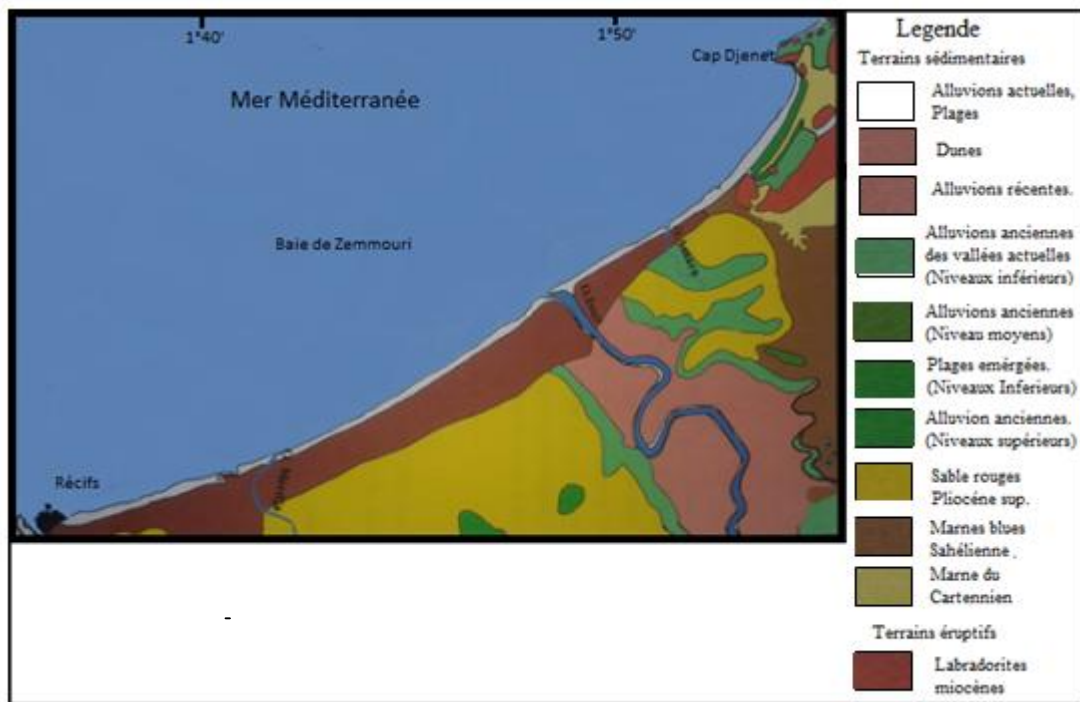 1°40'
1°50'
Cap Djenet
Mer Méditerranée
Baie de Zemmouri
Récifs
Legende
Terrains sédimentaires
Alluvions actuelles,
Plages
Dunes
Alluvions récentes.
Alluvions anciennes
des vallées actuelles
(Niveaux inférieurs)
Alluvions anciennes
(Niveau moyens)
Plages emérgées.
(Niveaux Inferieurs)
Alluvion anciennes.
(Niveaux supérieurs)
Sable rouges
Pliocéne sup.
Marnes blues
Sahélienne .
Marne du
Cartennien
Terrains éruptifs
Labradorites
miocènes
-